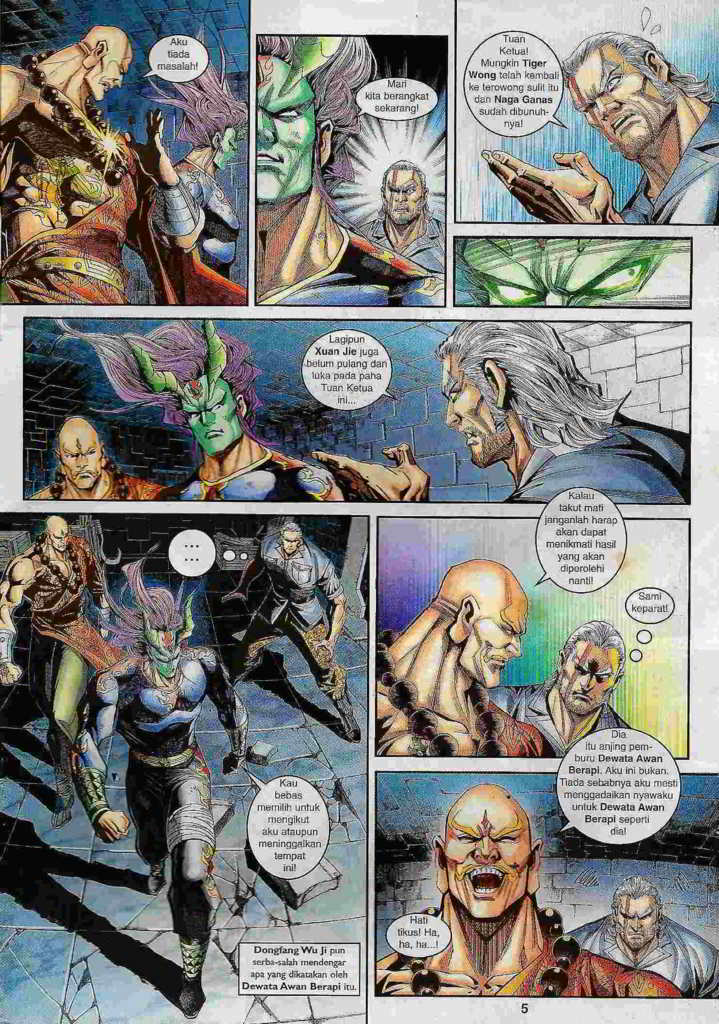 Aku
tiada
masalah!
Mari
kita berangkat
sekarang!
Tuan
Ketua!
Mungkin Tiger
Wong telah kembali
ke terowong sulit itu
dan Naga Ganas
sudah dibunuh-
nya!
Lagipun
Xuan Jie juga
belum pulang dan
luka pada paha
Tuan Ketua
ini...
...
...
Kau
bebas
memilih untuk
mengikut
aku ataupun
meninggalkan
tempat
ini!
Dongfang Wu Ji pun
serba-salah mendengar
apa yang dikatakan oleh
Dewata Awan Berapi itu.
Kalau
takut mati
janganlah harap
akan dapat
menikmati hasil
yang akan
diperolehi
nanti!
Sami
keparat!
Dia
itu anjing pem-
buru Dewata Awan
Berapi. Aku ini bukan.
Tiada sebabnya aku mesti
menggadaikan nyawaku
untuk Dewata Awan
Berapi seperti
dia!
Hati
tikus! Ha,
ha, ha...!
5